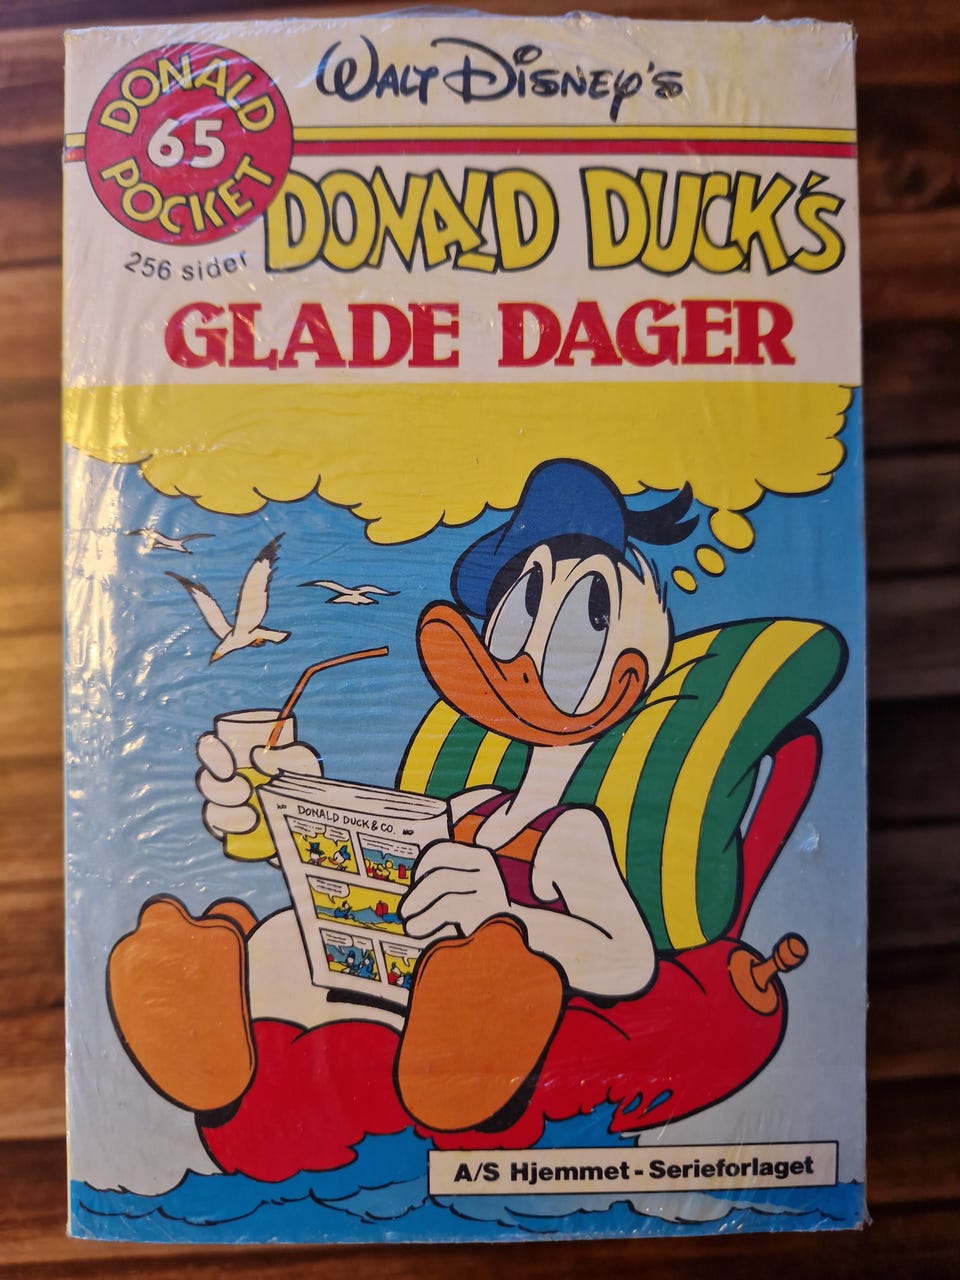 WALT DISNEY'S
DONALD
65
POCKET
256 sider
DONALD DUCK'S
GLADE DAGER
DONALD DUCK & CO.
A/S Hjemmet - Serieforlaget